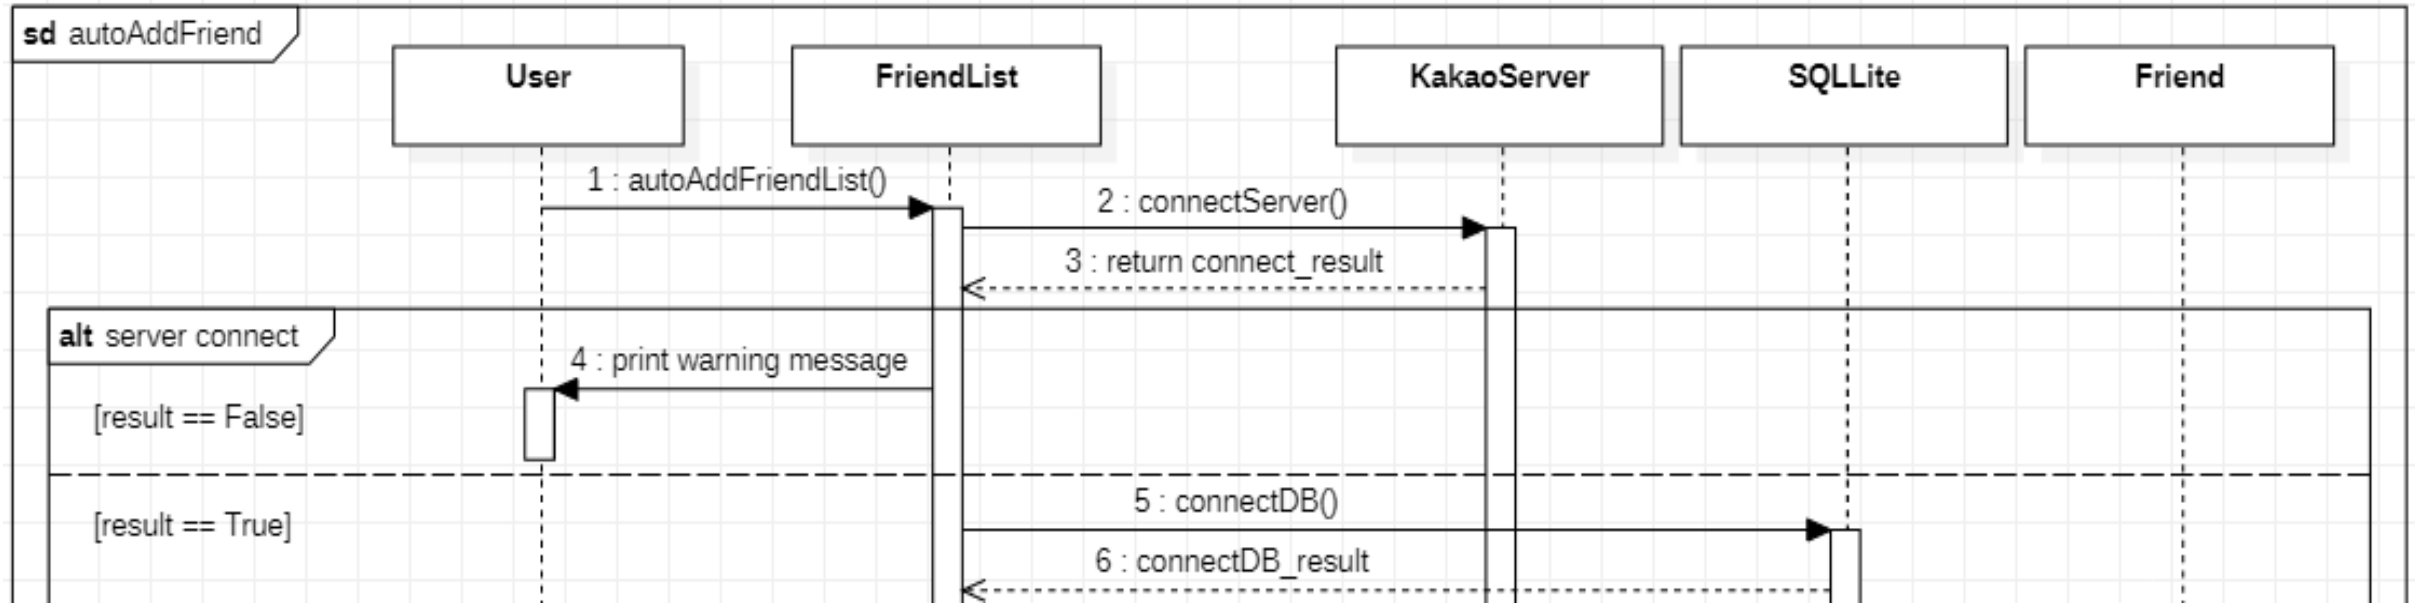 sd autoAddFriend
User
FriendList
KakaoServer
SQLLite
Friend
1 : autoAddFriendList()
2 : connectServer()
3 : return connect_result
alt server connect
4 : print warning message
[result == False]
5 : connectDB()
[result == True]
6 : connectDB_result